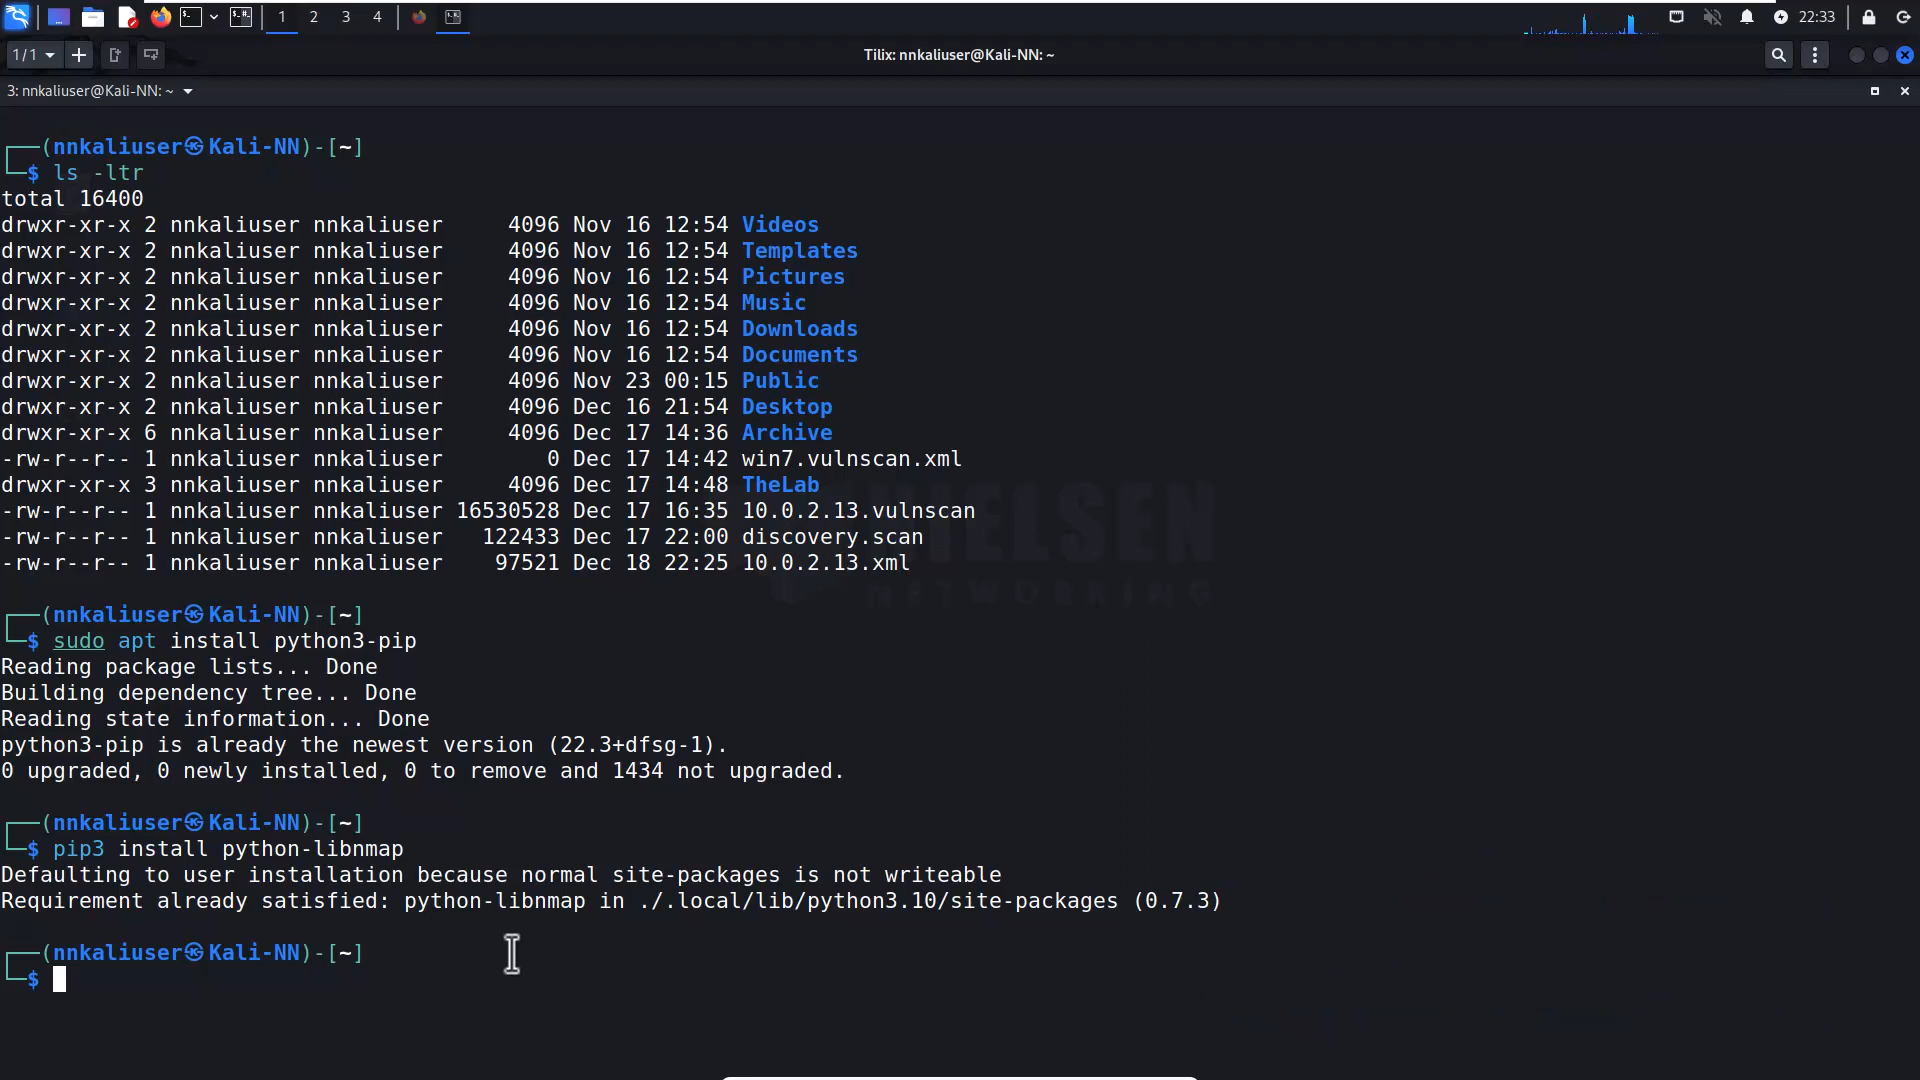 1 2 3 4 22:33
1/1 Tilix: nnkaliuser@Kali-NN: ~
3: nnkaliuser@Kali-NN: ~
┌──(nnkaliuser㉿Kali-NN)-[~]
└─$ ls -ltr
total 16400
drwxr-xr-x 2 nnkaliuser nnkaliuser     4096 Nov 16 12:54 Videos
drwxr-xr-x 2 nnkaliuser nnkaliuser     4096 Nov 16 12:54 Templates
drwxr-xr-x 2 nnkaliuser nnkaliuser     4096 Nov 16 12:54 Pictures
drwxr-xr-x 2 nnkaliuser nnkaliuser     4096 Nov 16 12:54 Music
drwxr-xr-x 2 nnkaliuser nnkaliuser     4096 Nov 16 12:54 Downloads
drwxr-xr-x 2 nnkaliuser nnkaliuser     4096 Nov 16 12:54 Documents
drwxr-xr-x 2 nnkaliuser nnkaliuser     4096 Nov 23 00:15 Public
drwxr-xr-x 2 nnkaliuser nnkaliuser     4096 Dec 16 21:54 Desktop
drwxr-xr-x 6 nnkaliuser nnkaliuser     4096 Dec 17 14:36 Archive
-rw-r--r-- 1 nnkaliuser nnkaliuser        0 Dec 17 14:42 win7.vulnscan.xml
drwxr-xr-x 3 nnkaliuser nnkaliuser     4096 Dec 17 14:48 TheLab
-rw-r--r-- 1 nnkaliuser nnkaliuser 16530528 Dec 17 16:35 10.0.2.13.vulnscan
-rw-r--r-- 1 nnkaliuser nnkaliuser   122433 Dec 17 22:00 discovery.scan
-rw-r--r-- 1 nnkaliuser nnkaliuser    97521 Dec 18 22:25 10.0.2.13.xml
NIELSEN
NETWORKING
┌──(nnkaliuser㉿Kali-NN)-[~]
└─$ sudo apt install python3-pip
Reading package lists... Done
Building dependency tree... Done
Reading state information... Done
python3-pip is already the newest version (22.3+dfsg-1).
0 upgraded, 0 newly installed, 0 to remove and 1434 not upgraded.
┌──(nnkaliuser㉿Kali-NN)-[~]
└─$ pip3 install python-libnmap
Defaulting to user installation because normal site-packages is not writeable
Requirement already satisfied: python-libnmap in ./.local/lib/python3.10/site-packages (0.7.3)
┌──(nnkaliuser㉿Kali-NN)-[~]
└─$